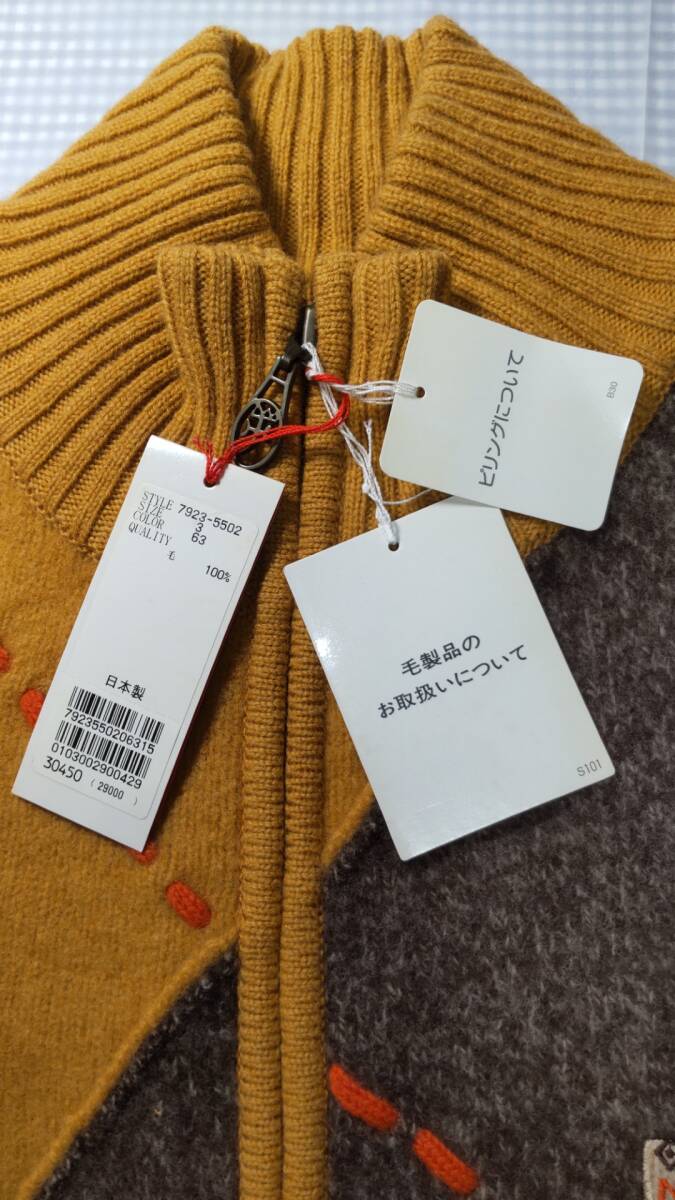 STYLE 7923-5502
SIZE 3
COLOR 63
QUALITY
毛 100%
日本製
7923550206315
0103002900429
30450 (29000 )
ピリングについて
B30
毛製品の
お取扱いについて
S101